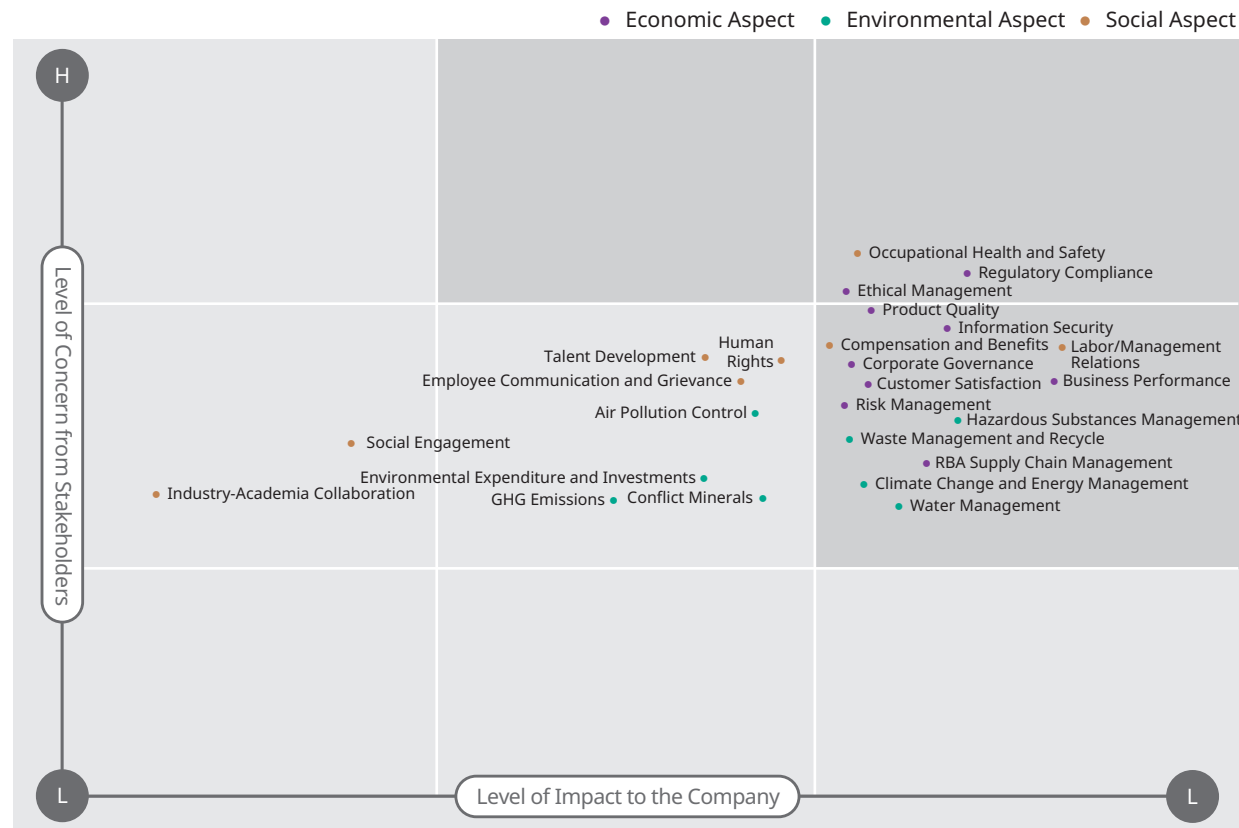 Economic Aspect
Environmental Aspect
Social Aspect
H
Level of Concern from Stakeholders
Occupational Health and Safety
Regulatory Compliance
Ethical Management
Product Quality
Information Security
Human
Rights
Talent Development
Compensation and Benefits
Labor/Management
Relations
Corporate Governance
Employee Communication and Grievance
Customer Satisfaction
Business Performance
Air Pollution Control
Risk Management
Hazardous Substances Management
Social Engagement
Waste Management and Recycle
RBA Supply Chain Management
Environmental Expenditure and Investments
Climate Change and Energy Management
Industry-Academia Collaboration
GHG Emissions
Conflict Minerals
Water Management
L
Level of Impact to the Company
L